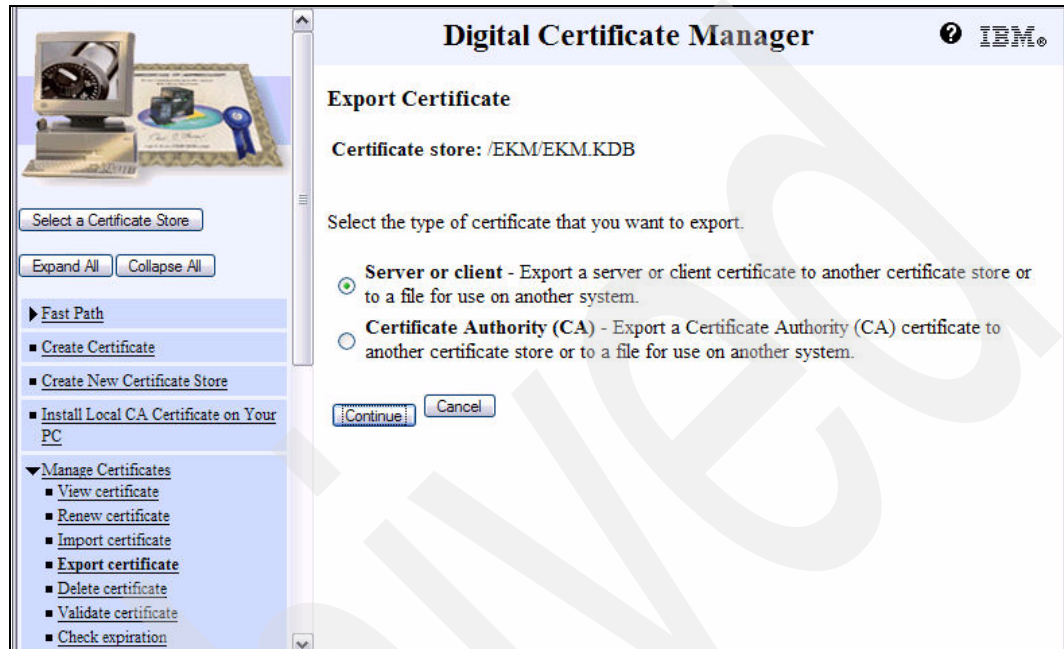 Digital Certificate Manager
IBM®
Select a Certificate Store
Expand All Collapse All
Fast Path
Create Certificate
Create New Certificate Store
Install Local CA Certificate on Your
PC
Manage Certificates
View certificate
Renew certificate
Import certificate
Export certificate
Delete certificate
Validate certificate
Check expiration
Export Certificate
Certificate store: /EKM/EKM.KDB
Select the type of certificate that you want to export.
Server or client - Export a server or client certificate to another certificate store or
to a file for use on another system.
Certificate Authority (CA) - Export a Certificate Authority (CA) certificate to
another certificate store or to a file for use on another system.
Continue Cancel